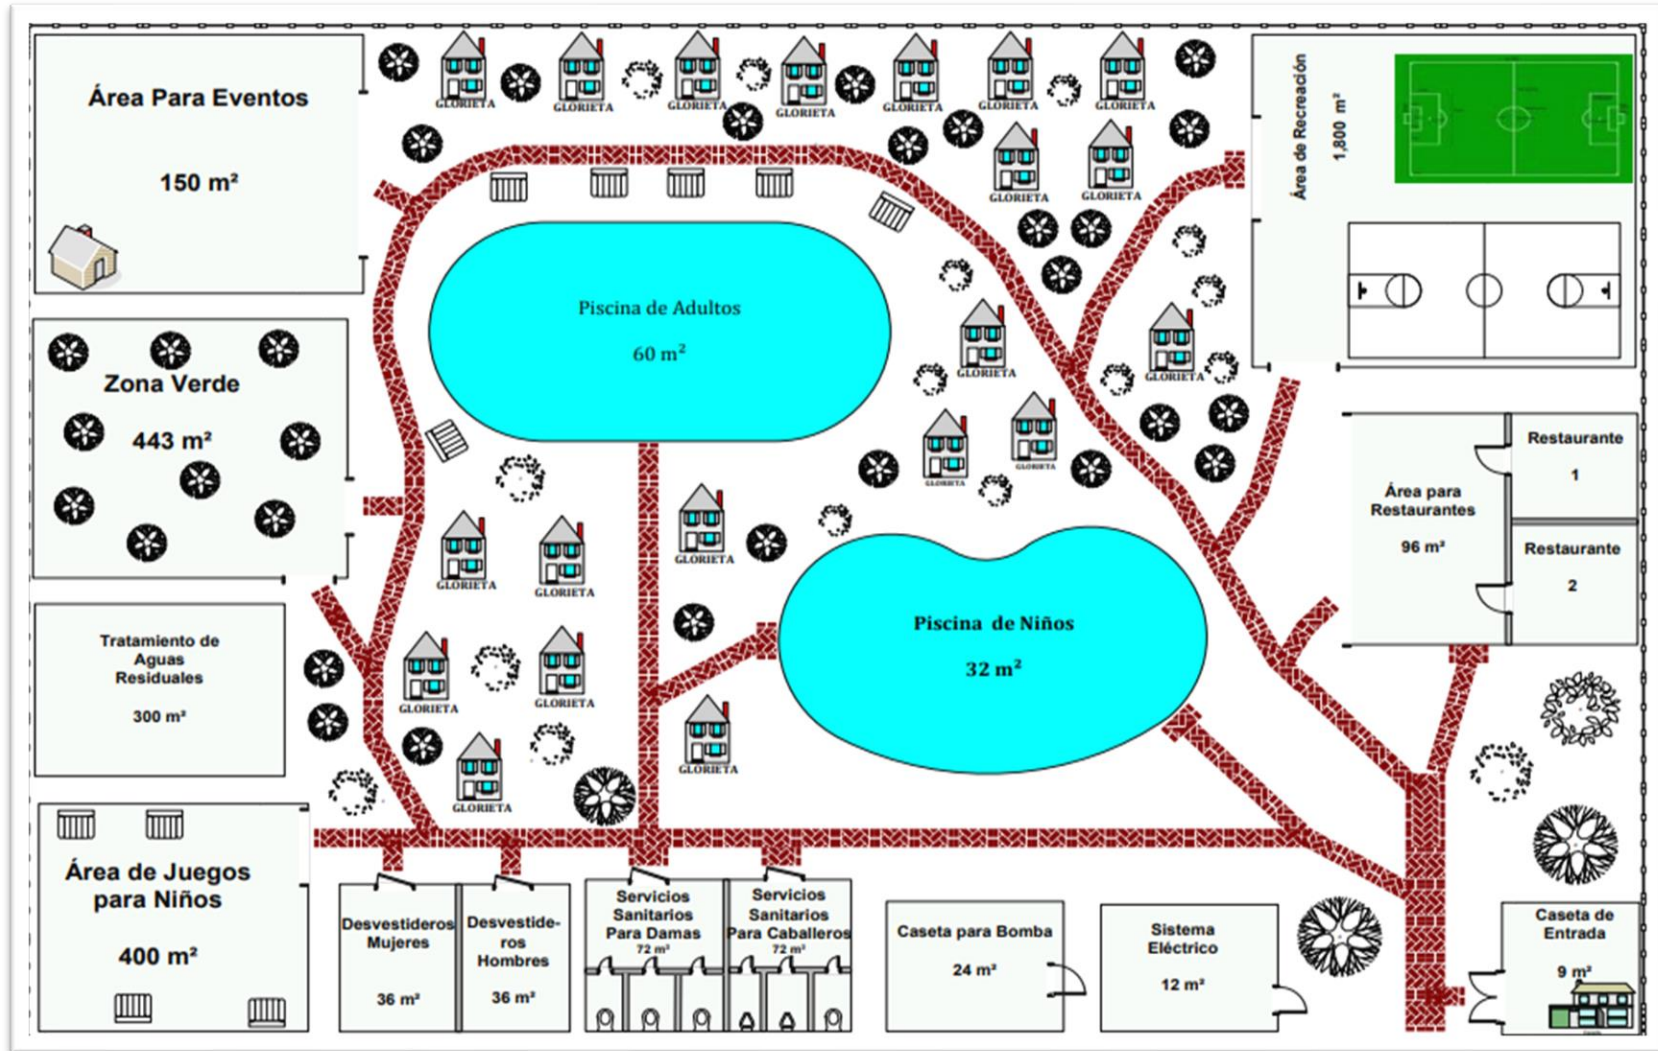 Área Para Eventos
150 m²
GLORIETA
GLORIETA
GLORIETA
GLORIETA
GLORIETA
GLORIETA
GLORIETA
GLORIETA
GLORIETA
Área de Recreación
1,800 m²
Piscina de Adultos
60 m²
GLORIETA
GLORIETA
GLORIETA
GLORIETA
Zona Verde
443 m²
Área para
Restaurantes
96 m²
Restaurante
1
Restaurante
2
GLORIETA
GLORIETA
GLORIETA
GLORIETA
GLORIETA
GLORIETA
GLORIETA
Piscina de Niños
32 m²
Tratamiento de
Aguas
Residuales
300 m²
Área de Juegos
para Niños
400 m²
Desvestideros
Mujeres
36 m²
Desvestide-
ros
Hombres
36 m²
Servicios
Sanitarios
Para Damas
72 m²
Servicios
Sanitarios
Para Caballeros
72 m²
Caseta para Bomba
24 m²
Sistema
Eléctrico
12 m²
Caseta de
Entrada
9 m²